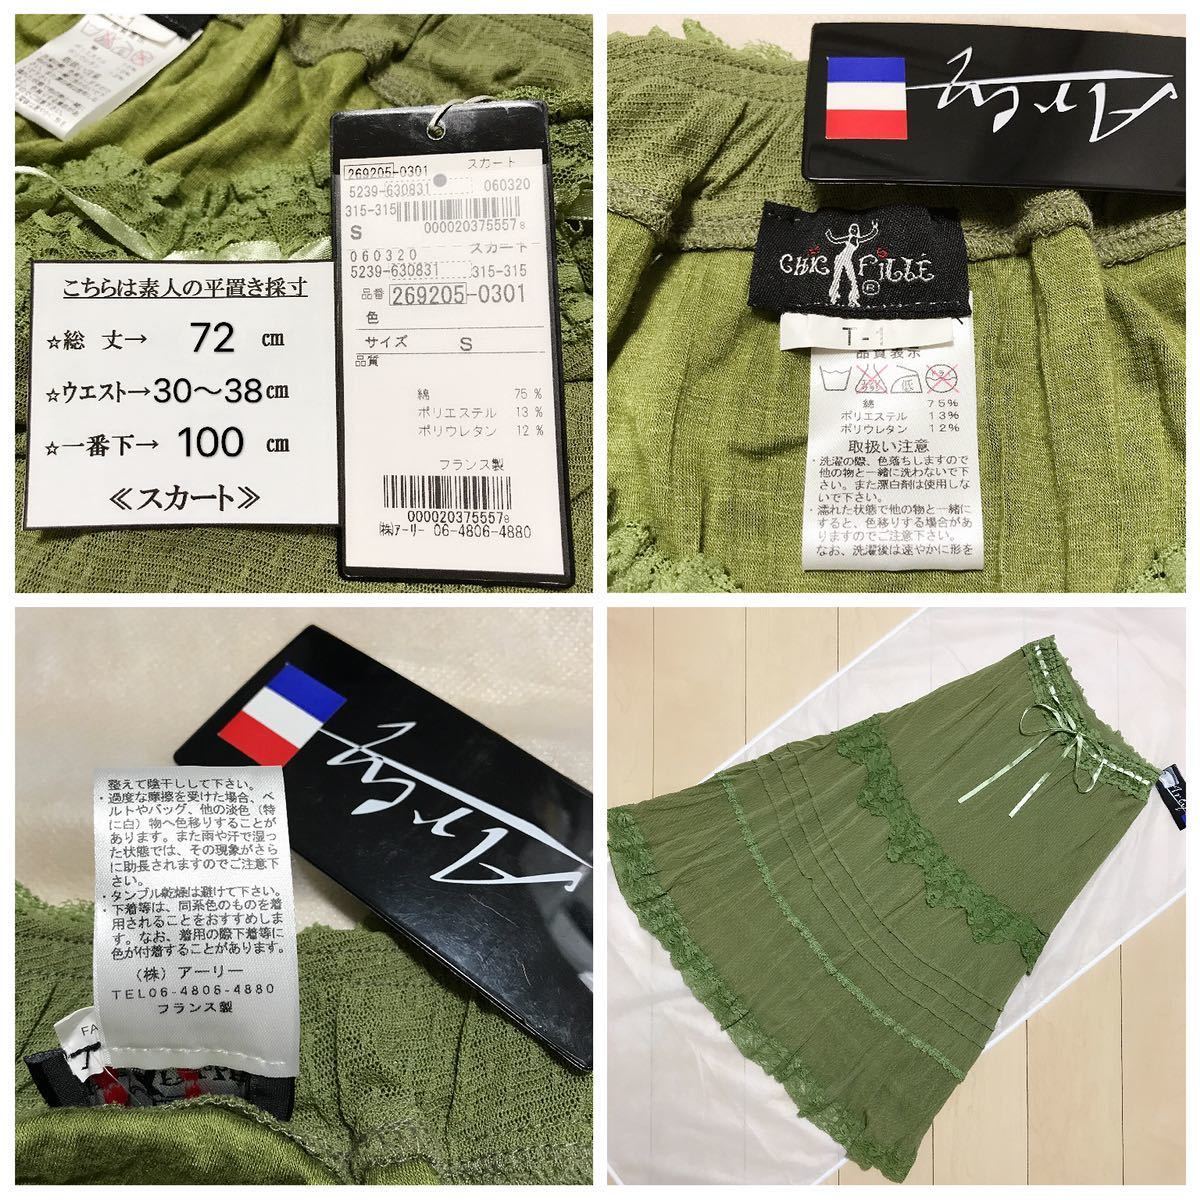 269205-0301
スカート
5239-630831
060320
315-315
000020375557₈
S
060320
スカート
5239-630831
315-315
品番 269205-0301
色
サイズ S
品質
綿 75 %
ポリエステル 13 %
ポリウレタン 12 %
フランス製
000020375557₈
㈱アーリー 06-4806-4880
こちらは素人の平置き採寸
☆総 丈→ 72 ㎝
☆ウエスト→30〜38㎝
☆一番下→ 100 ㎝
≪スカート≫
Arly
CHIC FILLE
®
T-1
品質表示
低
ドライ
綿 75%
ポリエステル 13%
ポリウレタン 12%
取扱い注意
・洗濯の際、色落ちしますので
他の物と一緒に洗わないで下
さい。また漂白剤は使用しな
いで下さい。
・濡れた状態で他の物と一緒に
すると、色移りする場合があ
りますのでご注意下さい。
なお、洗濯後は速やかに形を
Arly
整えて陰干しして下さい。
・過度な摩擦を受けた場合、ベ
ルトやバッグ、他の淡色（特
に白）物へ色移りすることが
あります。また雨や汗で湿っ
た状態では、その現象がさら
に助長されますのでご注意下
さい。
・タンブル乾燥は避けて下さい。
・下着等は、同系色のものを着
用されることをおすすめしま
す。なお、着用の際下着等に
色が付着することがあります。
（株）アーリー
TEL06-4806-4880
フランス製
FA
T
Arly